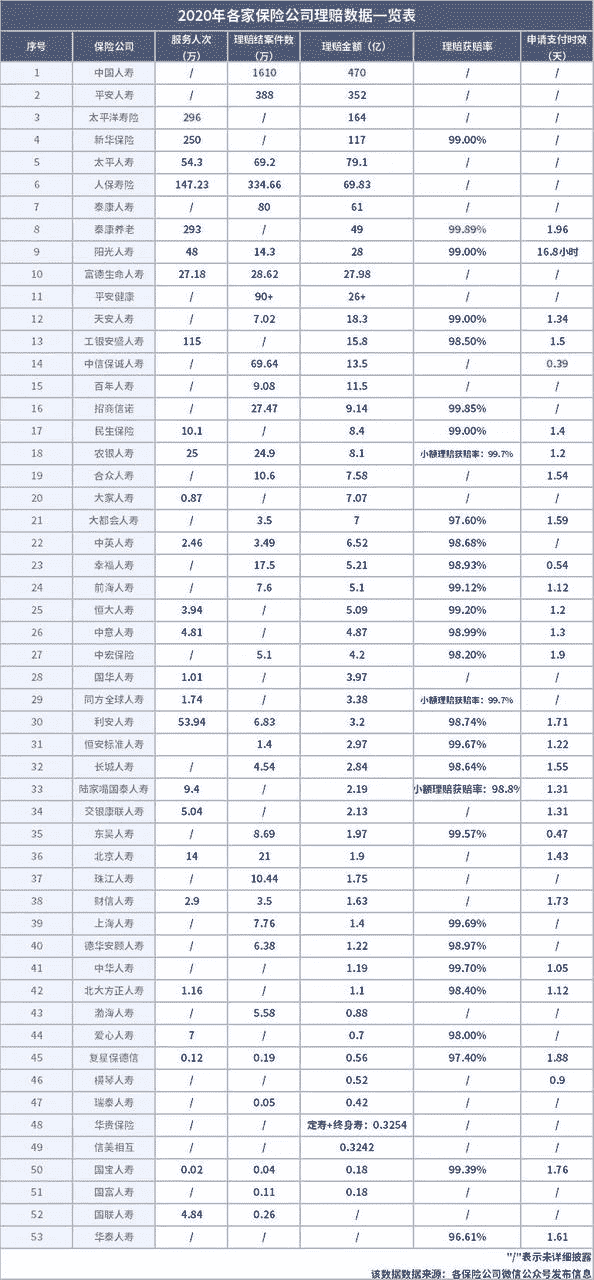 2020年各家保险公司理赔数据一览表
序号 保险公司 服务人次（万） 理赔结案件数（万） 理赔金额（亿） 理赔获赔率 申请支付时效（天）
1 中国人寿 / 1610 470 / /
2 平安人寿 / 388 352 / /
3 太平洋寿险 296 / 164 / /
4 新华保险 250 / 117 99.00% /
5 太平人寿 54.3 69.2 79.1 / /
6 人保寿险 147.23 334.66 69.83 / /
7 泰康人寿 / 80 61 / /
8 泰康养老 293 / 49 99.89% 1.96
9 阳光人寿 48 14.3 28 99.00% 16.8小时
10 富德生命人寿 27.18 28.62 27.98 / /
11 平安健康 / 90+ 26+ / /
12 天安人寿 / 7.02 18.3 99.00% 1.34
13 工银安盛人寿 115 / 15.8 98.50% 1.5
14 中信保诚人寿 / 69.64 13.5 / 0.39
15 百年人寿 / 9.08 11.5 / /
16 招商信诺 / 27.47 9.14 99.85% /
17 民生保险 10.1 / 8.4 99.00% 1.4
18 农银人寿 25 24.9 8.1 小额理赔获赔率：99.7% 1.2
19 合众人寿 / 10.6 7.58 / 1.54
20 大家人寿 0.87 / 7.07 / /
21 大都会人寿 / 3.5 7 97.60% 1.59
22 中英人寿 2.46 3.49 6.52 98.68% /
23 幸福人寿 / 17.5 5.21 98.93% 0.54
24 前海人寿 / 7.6 5.1 99.12% 1.12
25 恒大人寿 3.94 / 5.09 99.20% 1.2
26 中意人寿 4.81 / 4.87 98.99% 1.3
27 中宏保险 / 5.1 4.2 98.20% 1.9
28 国华人寿 1.01 / 3.97 / /
29 同方全球人寿 1.74 / 3.38 小额理赔获赔率：99.7% /
30 利安人寿 53.94 6.83 3.2 98.74% 1.71
31 恒安标准人寿 1.4 2.97 99.67% 1.22
32 长城人寿 / 4.54 2.84 98.64% 1.55
33 陆家嘴国泰人寿 9.4 / 2.19 小额理赔获赔率：98.8% 1.31
34 交银康联人寿 5.04 / 2.13 / 1.31
35 东吴人寿 / 8.69 1.97 99.57% 0.47
36 北京人寿 14 21 1.9 / 1.43
37 珠江人寿 / 10.44 1.75 / /
38 财信人寿 2.9 3.5 1.63 / 1.73
39 上海人寿 / 7.76 1.4 99.69% /
40 德华安顾人寿 / 6.38 1.22 98.97% /
41 中华人寿 / / 1.19 99.70% 1.05
42 北大方正人寿 1.16 / 1.1 98.40% 1.12
43 渤海人寿 / 5.58 0.88 / /
44 爱心人寿 7 / 0.7 98.00% /
45 复星保德信 0.12 0.19 0.56 97.40% 1.88
46 横琴人寿 / / 0.52 / 0.9
47 瑞泰人寿 / 0.05 0.42 / /
48 华贵保险 / / 定寿+终身寿：0.3254 / /
49 信美相互 / / 0.3242 / /
50 国宝人寿 0.02 0.04 0.18 99.39% 1.76
51 国富人寿 / 0.11 0.18 / /
52 国联人寿 4.84 0.26 / / /
53 华泰人寿 / / / 96.61% 1.61
"/"表示未详细披露
该数据数据来源：各保险公司微信公众号发布信息